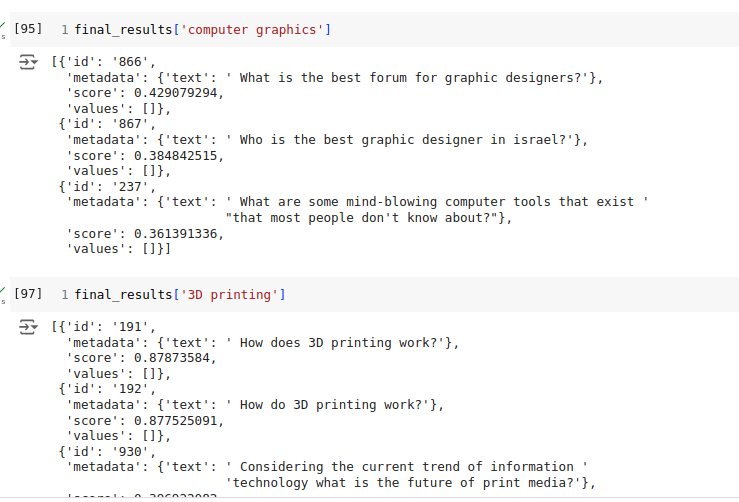 [95] 1 final_results['computer graphics']
[{'id': '866',
'metadata': {'text': ' What is the best forum for graphic designers?'},
'score': 0.429079294,
'values': []},
{'id': '867',
'metadata': {'text': ' Who is the best graphic designer in israel?'},
'score': 0.384842515,
'values': []},
{'id': '237',
'metadata': {'text': ' What are some mind-blowing computer tools that exist '
"that most people don't know about?"},
'score': 0.361391336,
'values': []}]
[97] 1 final_results['3D printing']
[{'id': '191',
'metadata': {'text': ' How does 3D printing work?'},
'score': 0.87873584,
'values': []},
{'id': '192',
'metadata': {'text': ' How do 3D printing work?'},
'score': 0.877525091,
'values': []},
{'id': '930',
'metadata': {'text': ' Considering the current trend of information '
'technology what is the future of print media?'},